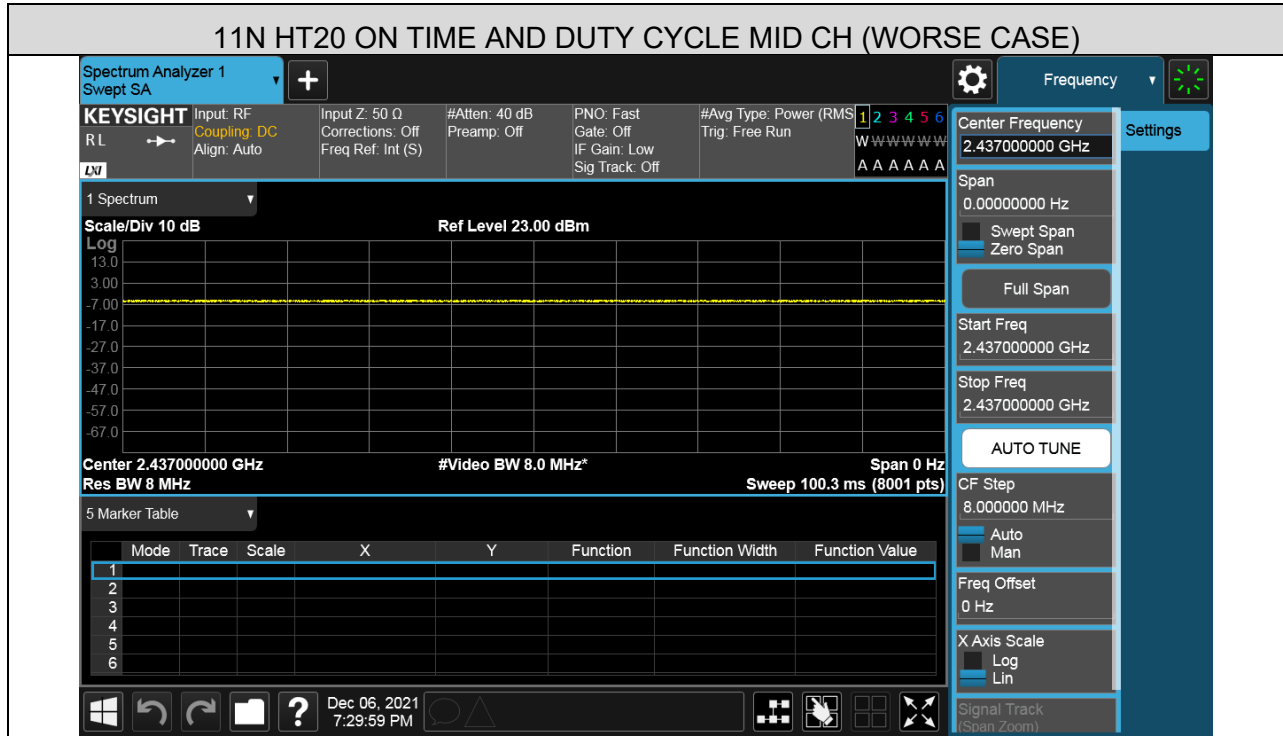 11N HT20 ON TIME AND DUTY CYCLE MID CH (WORSE CASE)
Spectrum Analyzer 1
Swept SA
Frequency
KEYSIGHT
RL
LXI
Input: RF
Coupling: DC
Align: Auto
Input Z: 50 Ω
Corrections: Off
Freq Ref: Int (S)
#Atten: 40 dB
Preamp: Off
PNO: Fast
Gate: Off
IF Gain: Low
Sig Track: Off
#Avg Type: Power (RMS
Trig: Free Run
1 2 3 4 5 6
W W W W W W
A A A A A A
1 Spectrum
Scale/Div 10 dB
Ref Level 23.00 dBm
Log
13.0
3.00
-7.00
-17.0
-27.0
-37.0
-47.0
-57.0
-67.0
Center 2.437000000 GHz
#Video BW 8.0 MHz*
Span 0 Hz
Res BW 8 MHz
Sweep 100.3 ms (8001 pts)
5 Marker Table
Mode Trace Scale X Y Function Function Width Function Value
1
2
3
4
5
6
Dec 06, 2021
7:29:59 PM
Center Frequency
2.437000000 GHz
Settings
Span
0.00000000 Hz
Swept Span
Zero Span
Full Span
Start Freq
2.437000000 GHz
Stop Freq
2.437000000 GHz
AUTO TUNE
CF Step
8.000000 MHz
Auto
Man
Freq Offset
0 Hz
X Axis Scale
Log
Lin
Signal Track
(Span Zoom)